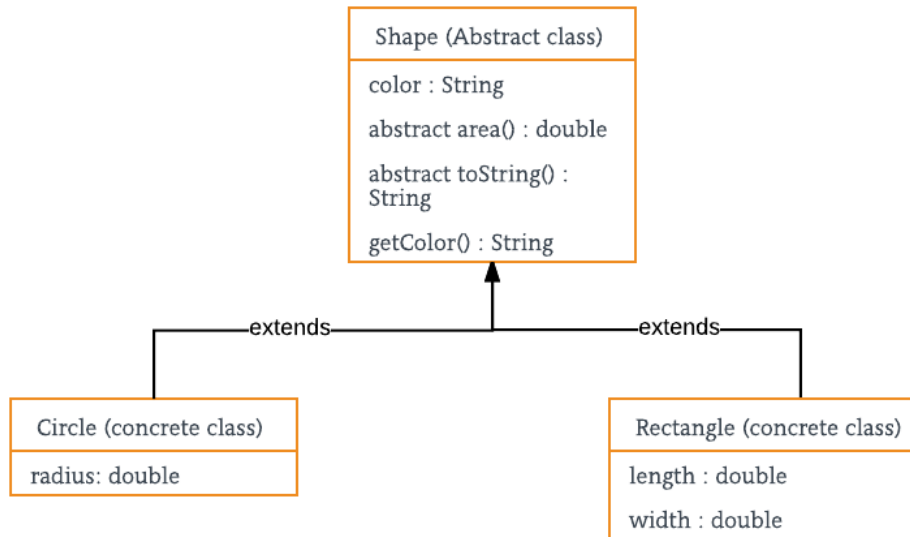 Shape (Abstract class)
color : String
abstract area() : double
abstract toString() :
String
getColor() : String
extends
extends
Circle (concrete class)
radius: double
Rectangle (concrete class)
length : double
width : double